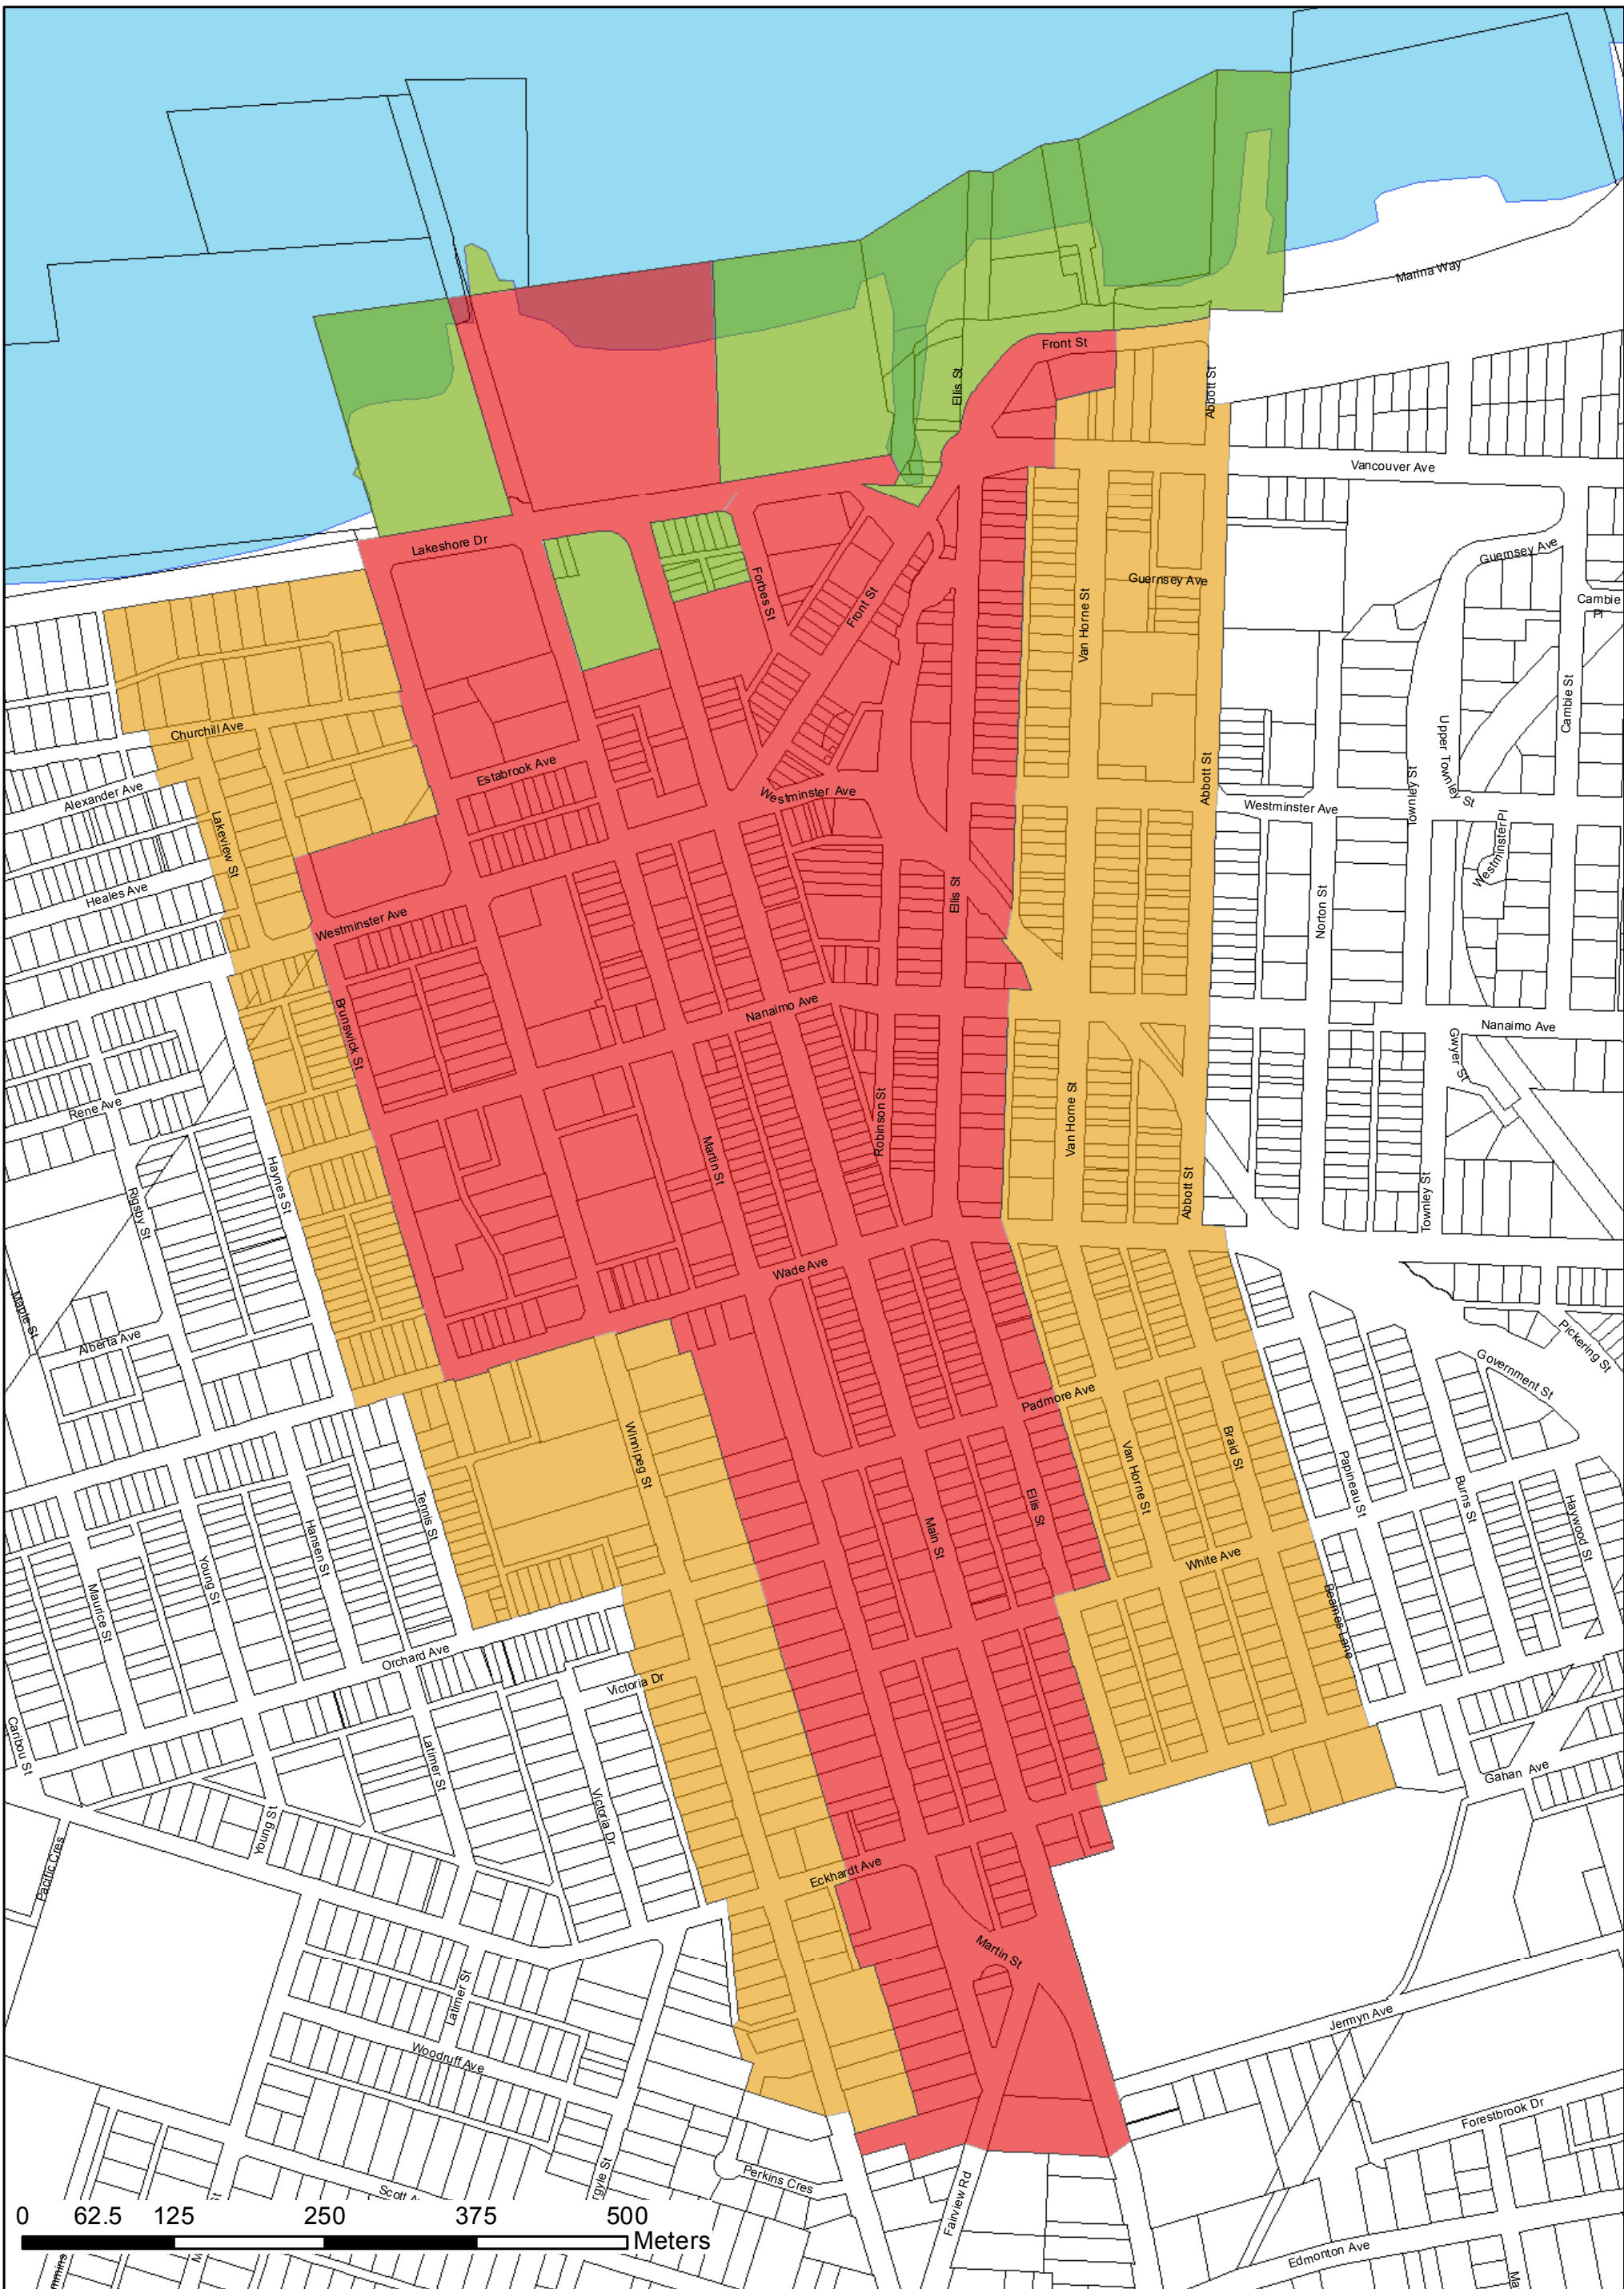 Marina Way
Front St
Ellis St
Abbott St
Vancouver Ave
Lakeshore Dr
Guernsey Ave
Guernsey Ave
Cambie
Pl
Forbes St
Front St
Van Horne St
Cambie St
Churchill Ave
Upper Townley St
Estabrook Ave
Abbott St
Townley St
Alexander Ave
Westminster Ave
Westminster Ave
Lakeview St
Westminster Pl
Heales Ave
Ellis St
Norton St
Westminster Ave
Nanaimo Ave
Brunswick St
Nanaimo Ave
Gwyer St
Rene Ave
Robinson St
Van Horne St
Martin St
Haynes St
Rigsby St
Abbott St
Townley St
Wade Ave
Maple St
Alberta Ave
Pickering St
Government St
Padmore Ave
Winnipeg St
Van Horne St
Braid St
Papineau St
Burns St
Tennis St
Ellis St
Haywood St
Hansen St
Main St
Young St
White Ave
Maurice St
Beames Lane
Orchard Ave
Victoria Dr
Caribou St
Latimer St
Gahan Ave
Victoria Dr
Young St
Pacific Cres
Eckhardt Ave
Martin St
Latimer St
Jermyn Ave
Woodruff Ave
Forestbrook Dr
Perkins Cres
Fairview Rd
rgyle St
Scott A
0 62.5 125 250 375 500
Meters
Edmonton Ave
mmins
Ma